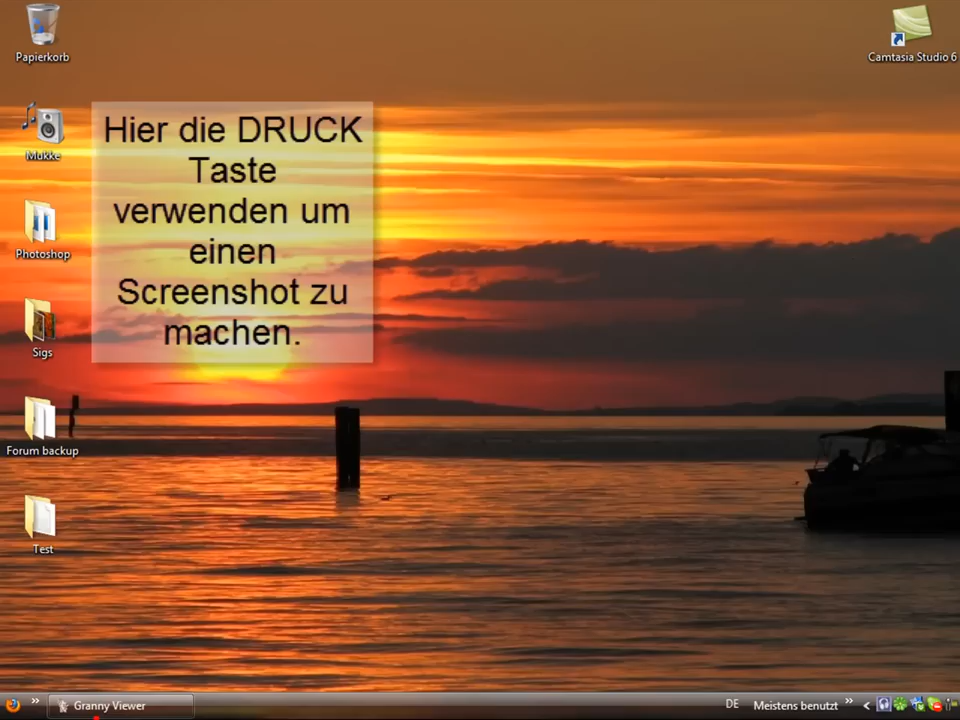 Papierkorb
Camtasia Studio 6
Mukke
Hier die DRUCK
Taste
verwenden um
einen
Screenshot zu
machen.
Photoshop
Sigs
Forum backup
Test
» Granny Viewer DE Meistens benutzt » <